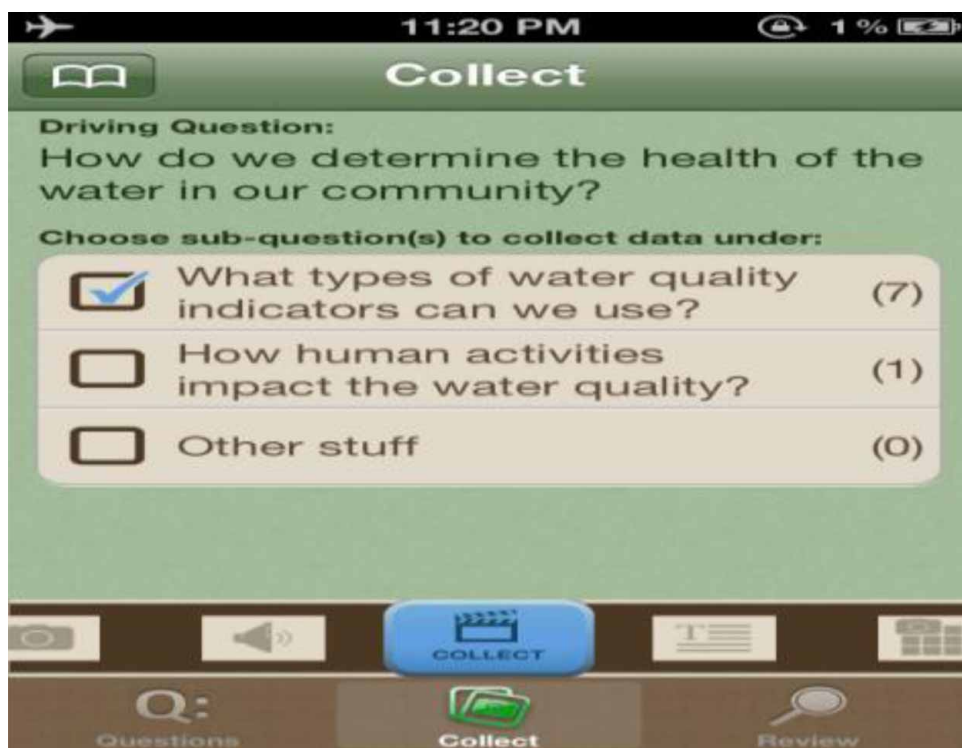 11:20 PM 1%
Collect
Driving Question:
How do we determine the health of the
water in our community?
Choose sub-question(s) to collect data under:
What types of water quality
indicators can we use? (7)
How human activities
impact the water quality? (1)
Other stuff (0)
T
COLLECT
Q:
Questions Collect Review